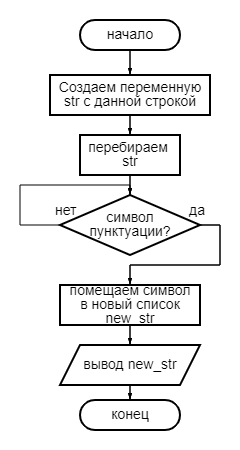 начало
Создаем переменную
str с данной строкой
перебираем
str
нет
да
символ
пунктуации?
помещаем символ
в новый список
new_str
вывод new_str
конец